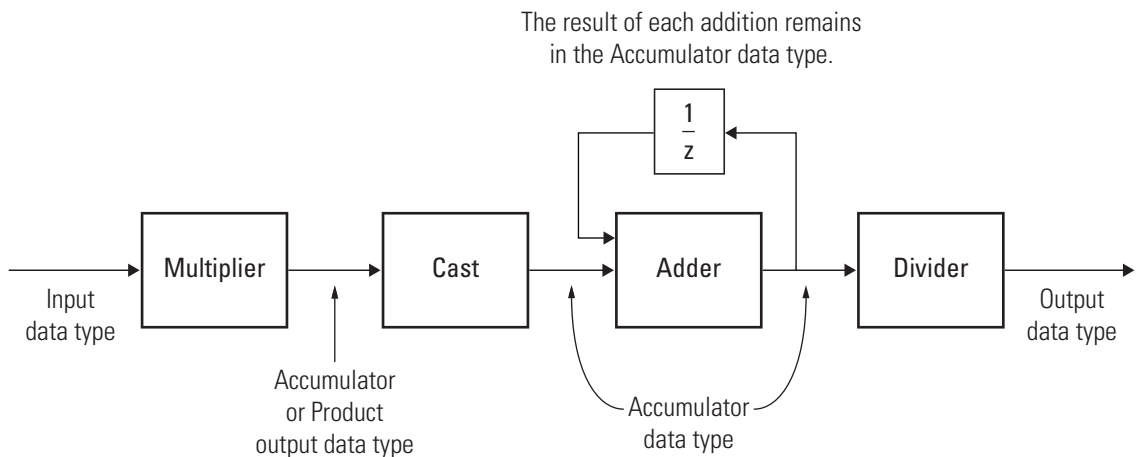 The result of each addition remains
in the Accumulator data type.
1
z
Multiplier
Cast
Adder
Divider
Input
data type
Accumulator
or Product
output data type
Accumulator
data type
Output
data type